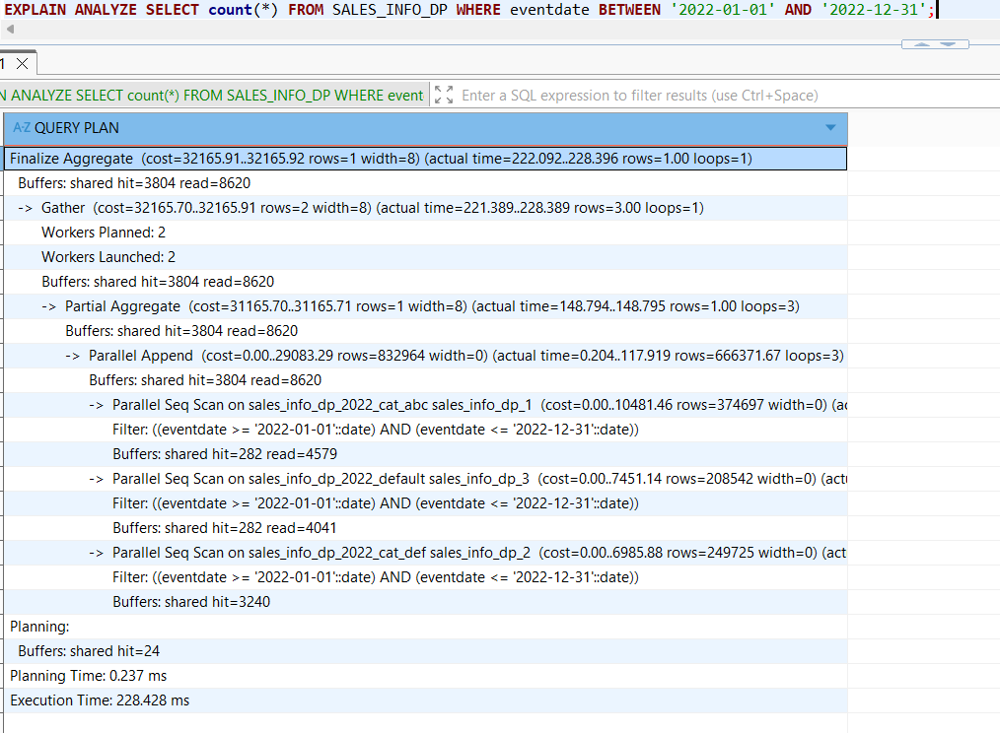 EXPLAIN ANALYZE SELECT count(*) FROM SALES_INFO_DP WHERE eventdate BETWEEN '2022-01-01' AND '2022-12-31';
1
N ANALYZE SELECT count(*) FROM SALES_INFO_DP WHERE event Enter a SQL expression to filter results (use Ctrl+Space)
A-Z QUERY PLAN
Finalize Aggregate (cost=32165.91..32165.92 rows=1 width=8) (actual time=222.092..228.396 rows=1.00 loops=1)
Buffers: shared hit=3804 read=8620
-> Gather (cost=32165.70..32165.91 rows=2 width=8) (actual time=221.389..228.389 rows=3.00 loops=1)
Workers Planned: 2
Workers Launched: 2
Buffers: shared hit=3804 read=8620
-> Partial Aggregate (cost=31165.70..31165.71 rows=1 width=8) (actual time=148.794..148.795 rows=1.00 loops=3)
Buffers: shared hit=3804 read=8620
-> Parallel Append (cost=0.00..29083.29 rows=832964 width=0) (actual time=0.204..117.919 rows=666371.67 loops=3)
Buffers: shared hit=3804 read=8620
-> Parallel Seq Scan on sales_info_dp_2022_cat_abc sales_info_dp_1 (cost=0.00..10481.46 rows=374697 width=0) (ac
Filter: ((eventdate >= '2022-01-01'::date) AND (eventdate <= '2022-12-31'::date))
Buffers: shared hit=282 read=4579
-> Parallel Seq Scan on sales_info_dp_2022_default sales_info_dp_3 (cost=0.00..7451.14 rows=208542 width=0) (actu
Filter: ((eventdate >= '2022-01-01'::date) AND (eventdate <= '2022-12-31'::date))
Buffers: shared hit=282 read=4041
-> Parallel Seq Scan on sales_info_dp_2022_cat_def sales_info_dp_2 (cost=0.00..6985.88 rows=249725 width=0) (act
Filter: ((eventdate >= '2022-01-01'::date) AND (eventdate <= '2022-12-31'::date))
Buffers: shared hit=3240
Planning:
Buffers: shared hit=24
Planning Time: 0.237 ms
Execution Time: 228.428 ms